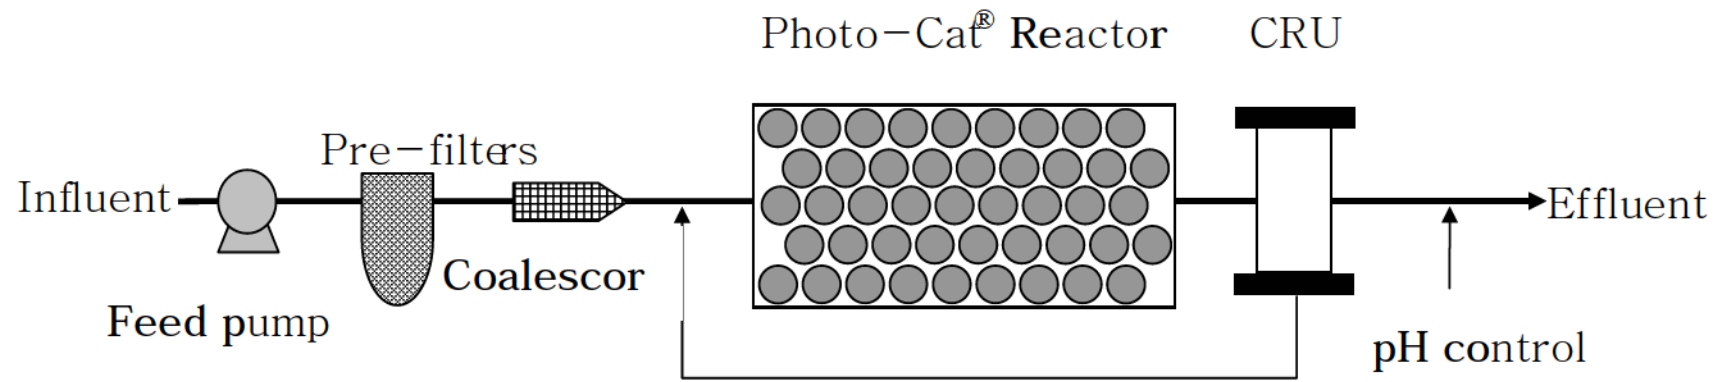 Photo-Cat® Reactor
CRU
Pre-filters
Influent
Effluent
Coalescor
Feed pump
pH control